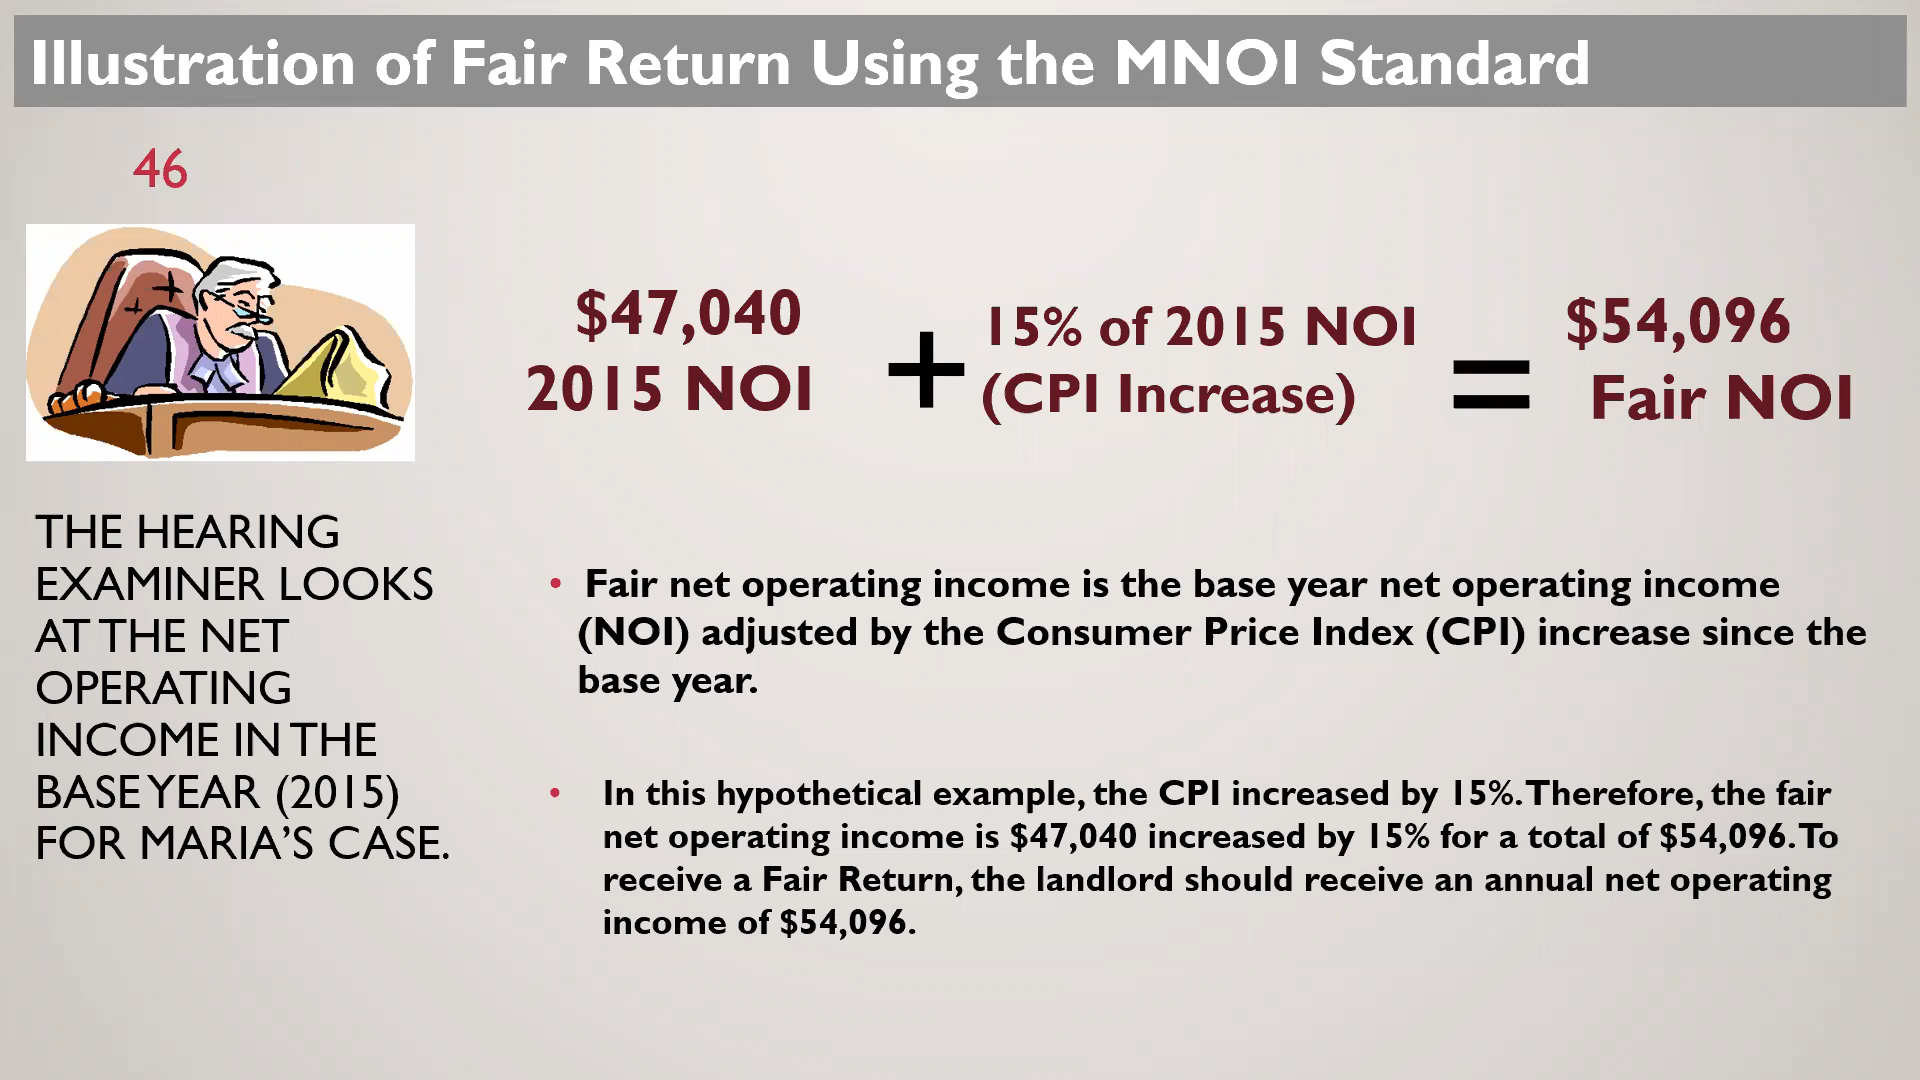 Illustration of Fair Return Using the MNOI Standard
46
$47,040
2015 NOI
+
15% of 2015 NOI
(CPI Increase)
=
$54,096
Fair NOI
THE HEARING
EXAMINER LOOKS
AT THE NET
OPERATING
INCOME IN THE
BASE YEAR (2015)
FOR MARIA’S CASE.
• Fair net operating income is the base year net operating income
(NOI) adjusted by the Consumer Price Index (CPI) increase since the
base year.
• In this hypothetical example, the CPI increased by 15%. Therefore, the fair
net operating income is $47,040 increased by 15% for a total of $54,096. To
receive a Fair Return, the landlord should receive an annual net operating
income of $54,096.